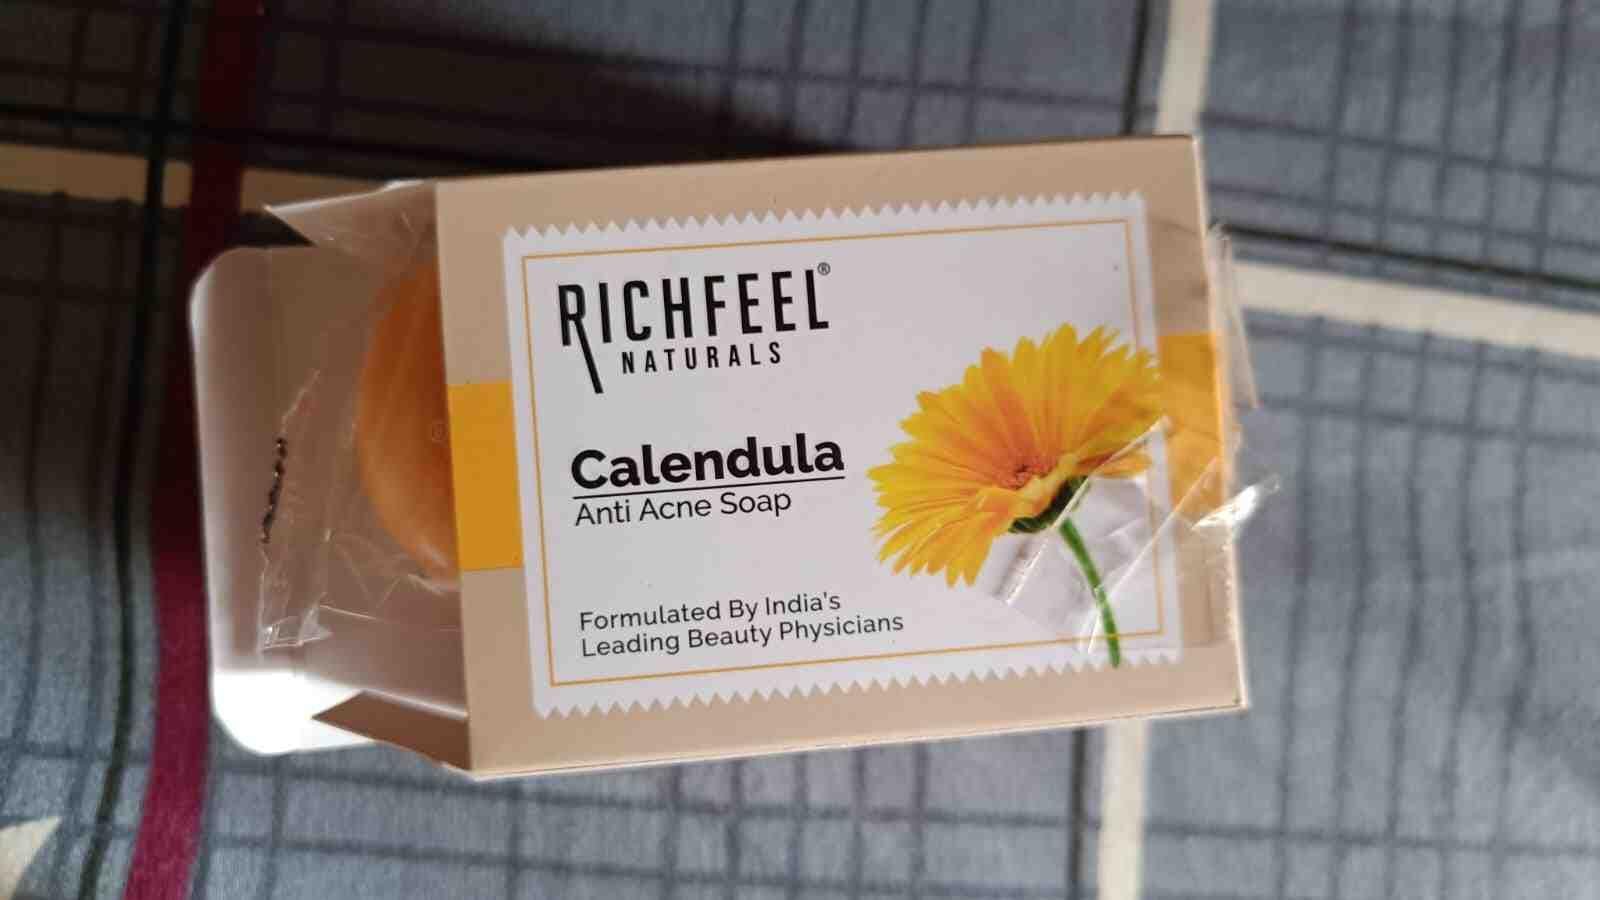 RICHFEEL®
NATURALS
Calendula
Anti Acne Soap
Formulated By India's
Leading Beauty Physicians